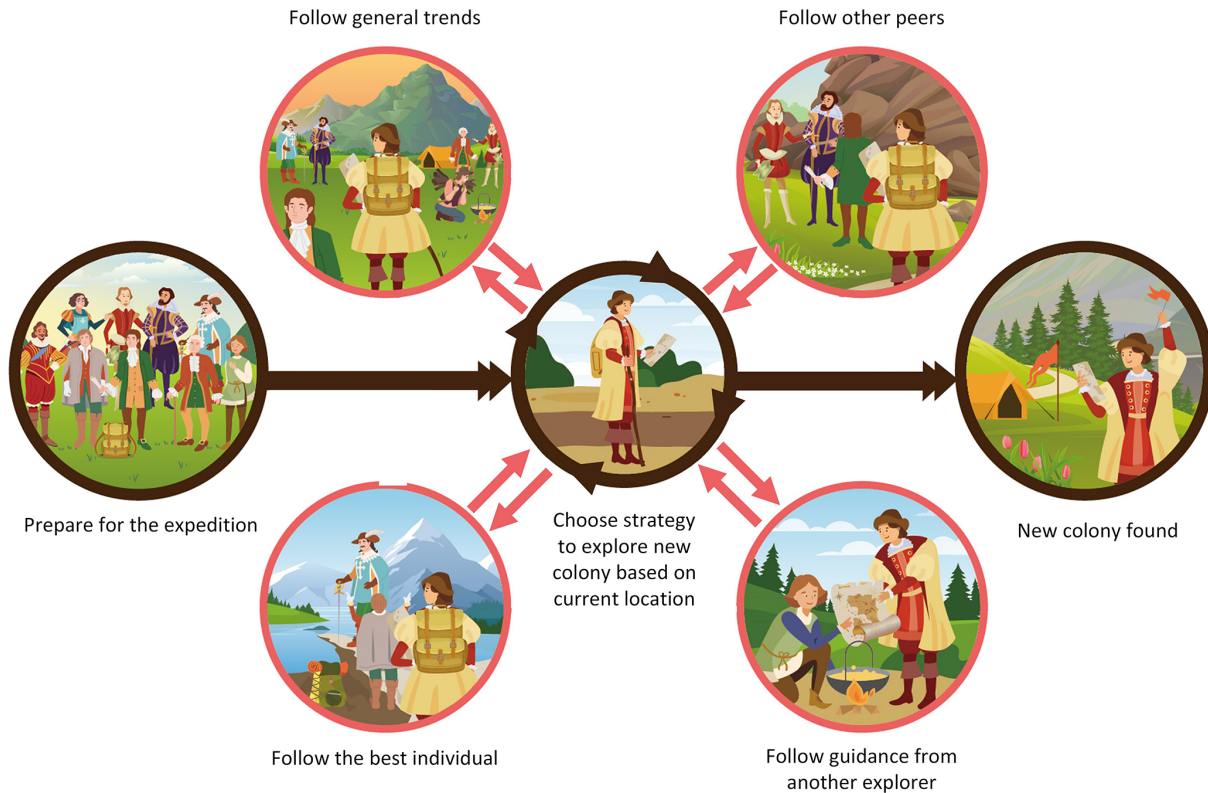 Follow general trends
Follow other peers
Prepare for the expedition
Choose strategy
to explore new
colony based on
current location
New colony found
Follow the best individual
Follow guidance from
another explorer